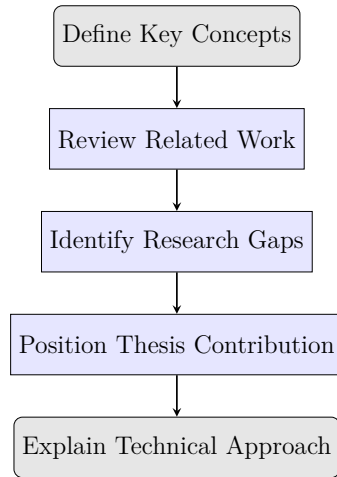 Define Key Concepts
Review Related Work
Identify Research Gaps
Position Thesis Contribution
Explain Technical Approach